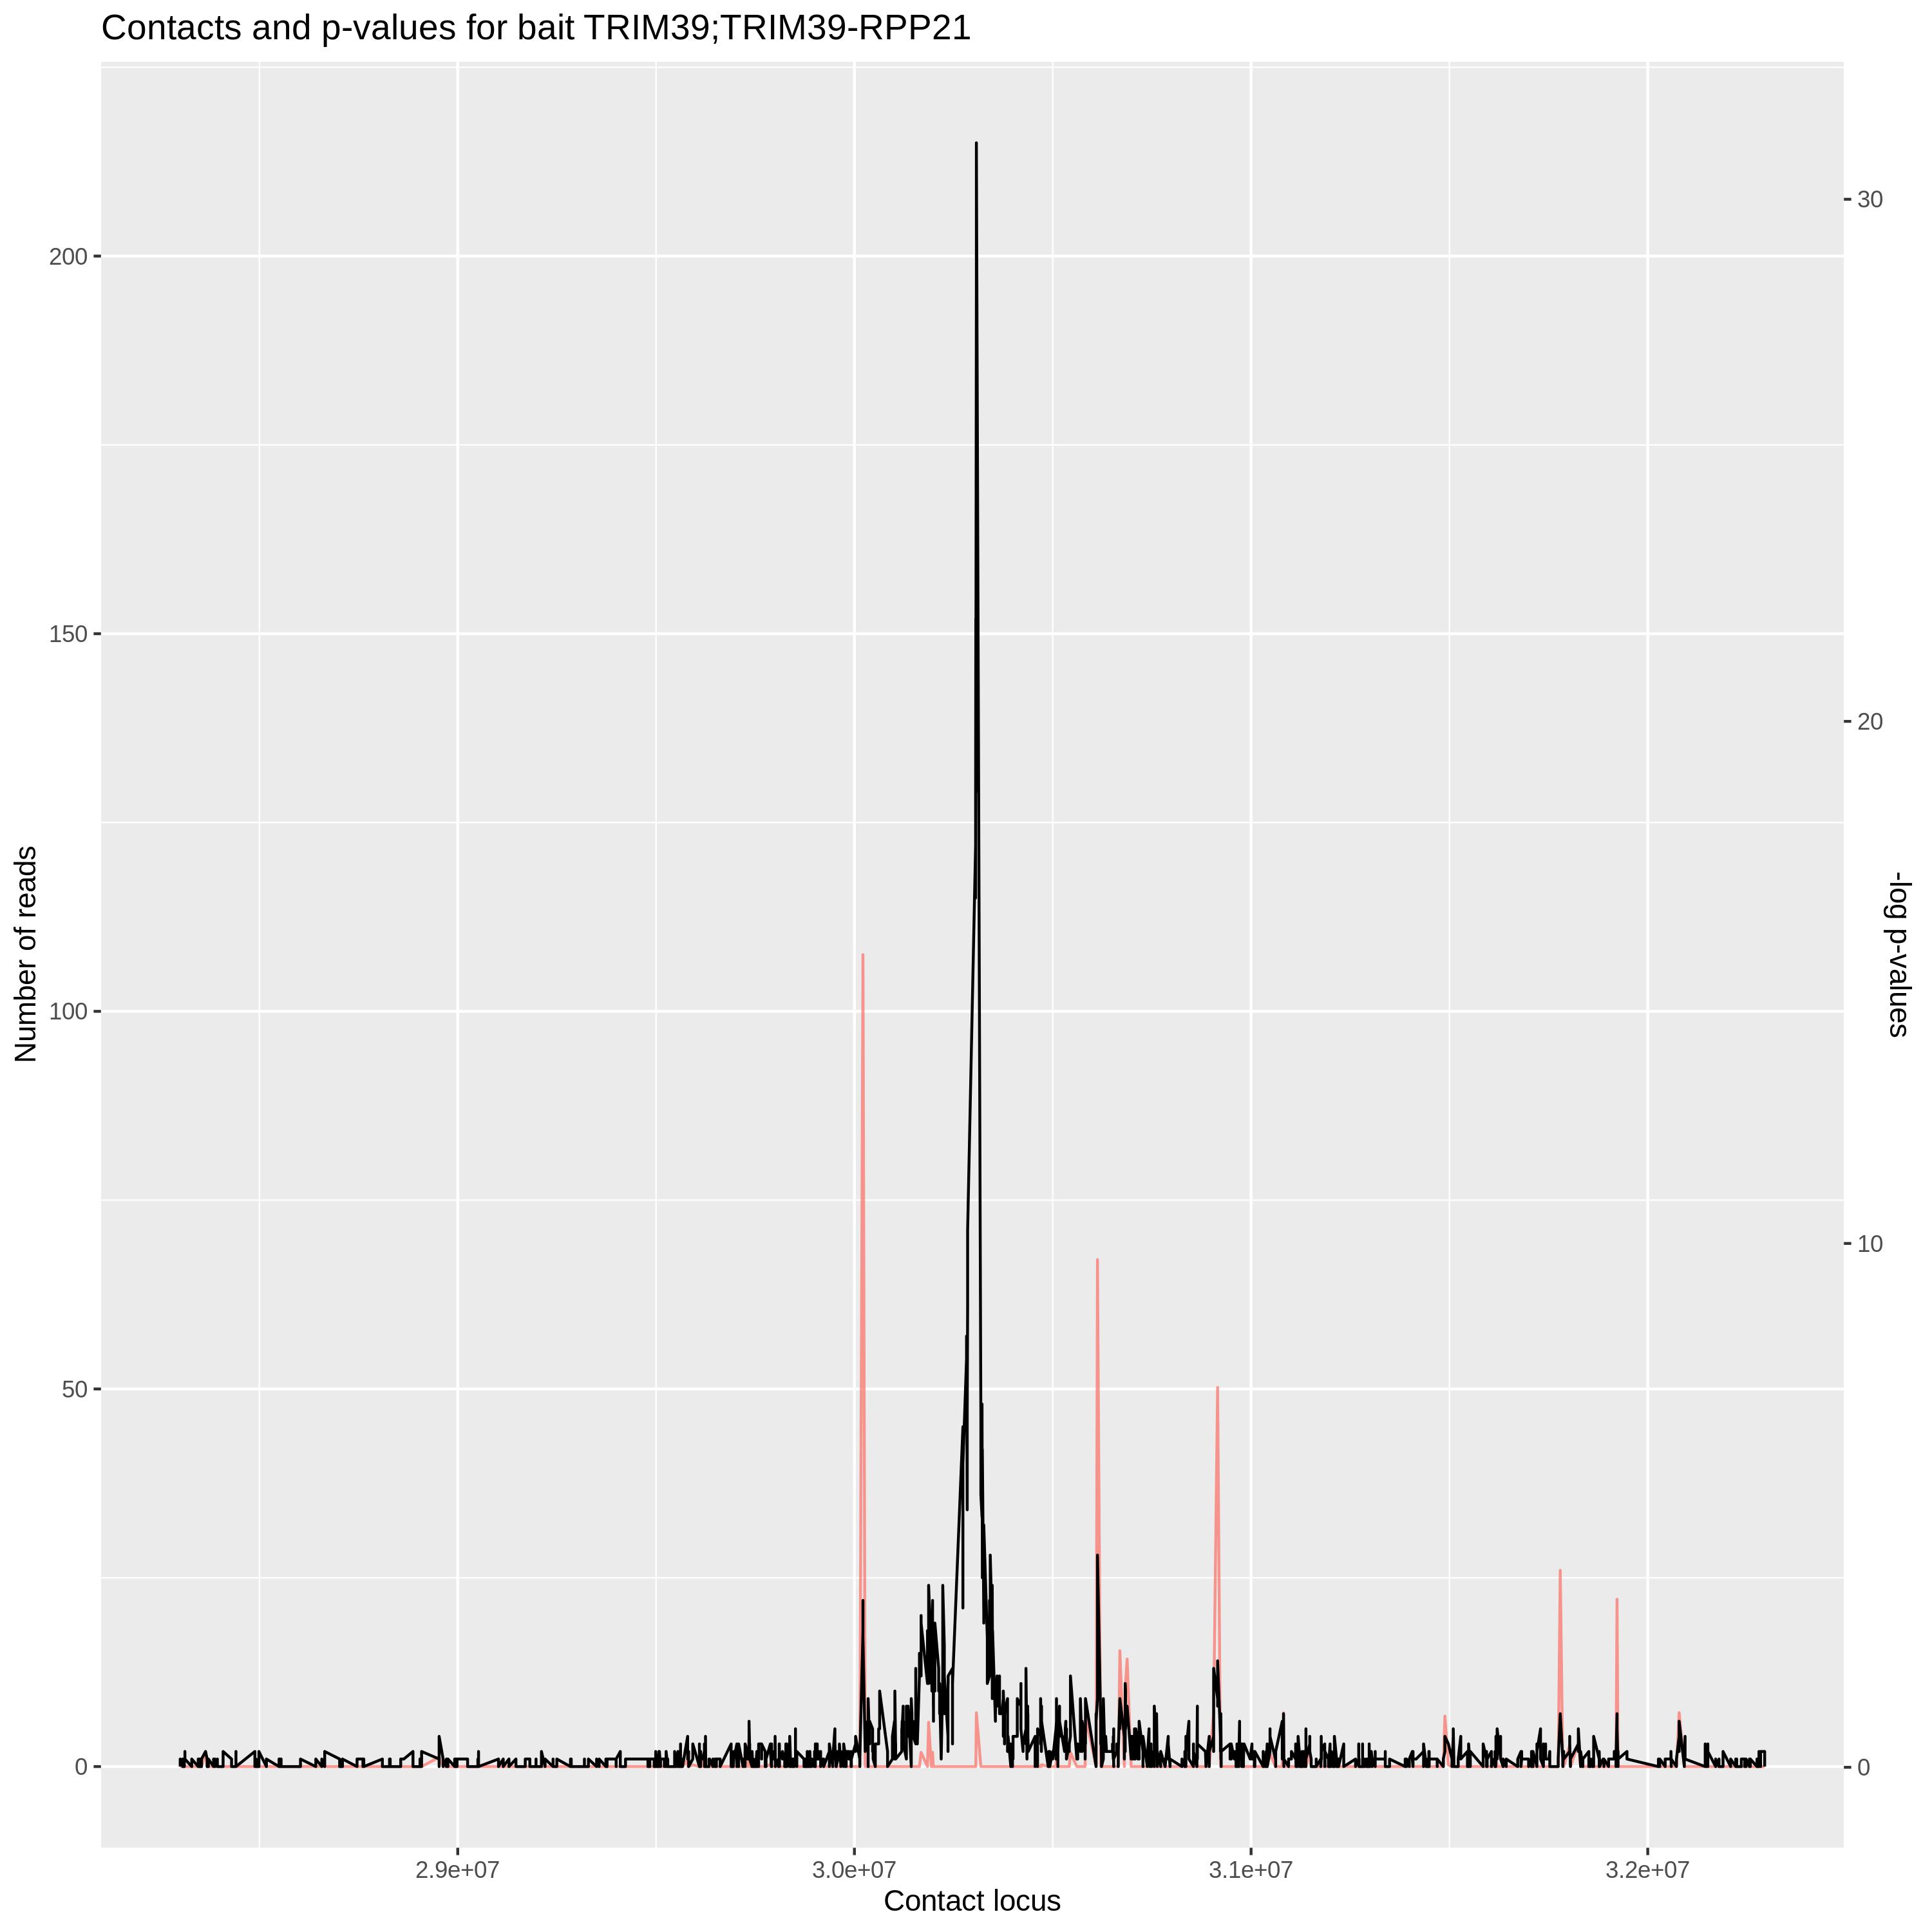 Contacts and p-values for bait TRIM39;TRIM39-RPP21
200
150
100
50
0
Number of reads
30
20
10
0
-log p-values
2.9e+07
3.0e+07
3.1e+07
3.2e+07
Contact locus